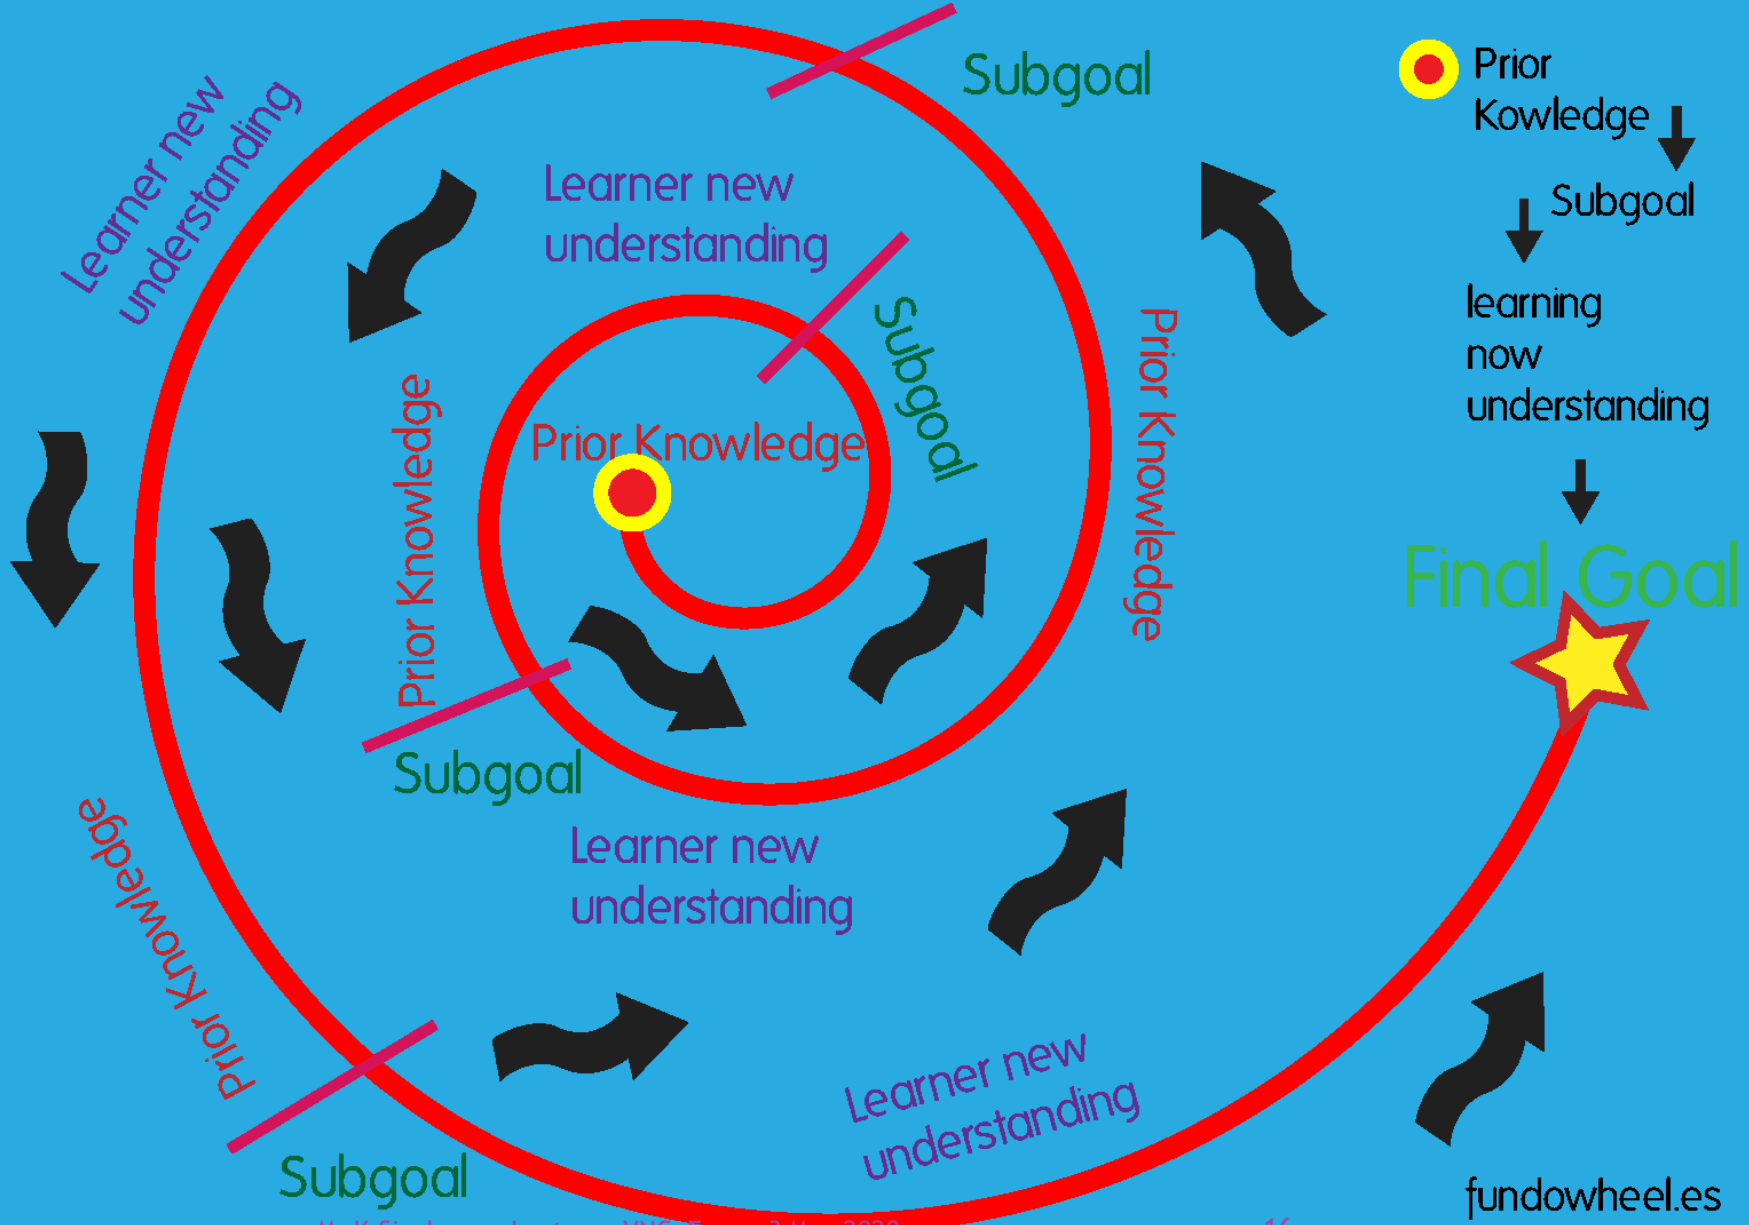 Subgoal
Prior
Kowledge
Learner new
understanding
Learner new
understanding
Subgoal
Subgoal
learning
now
understanding
Prior Knowledge
Prior Knowledge
Prior Knowledge
Final Goal
Subgoal
Learner new
understanding
Prior Knowledge
Learner new
understanding
Subgoal
fundowheel.es